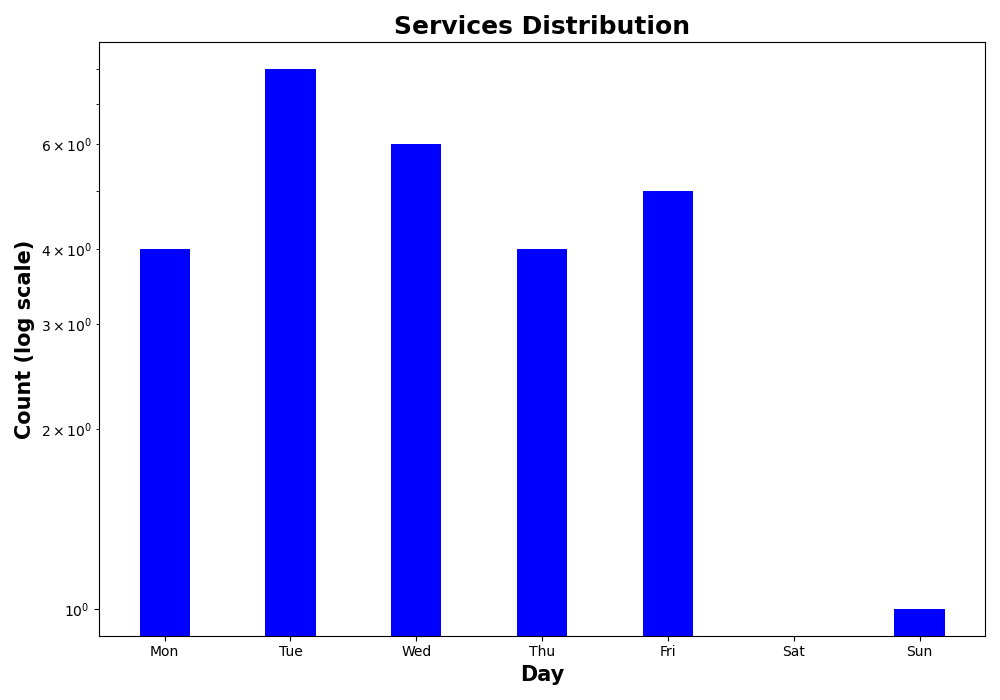 Services Distribution
6 × 10⁰
4 × 10⁰
3 × 10⁰
2 × 10⁰
10⁰
Count (log scale)
Mon Tue Wed Thu Fri Sat Sun
Day